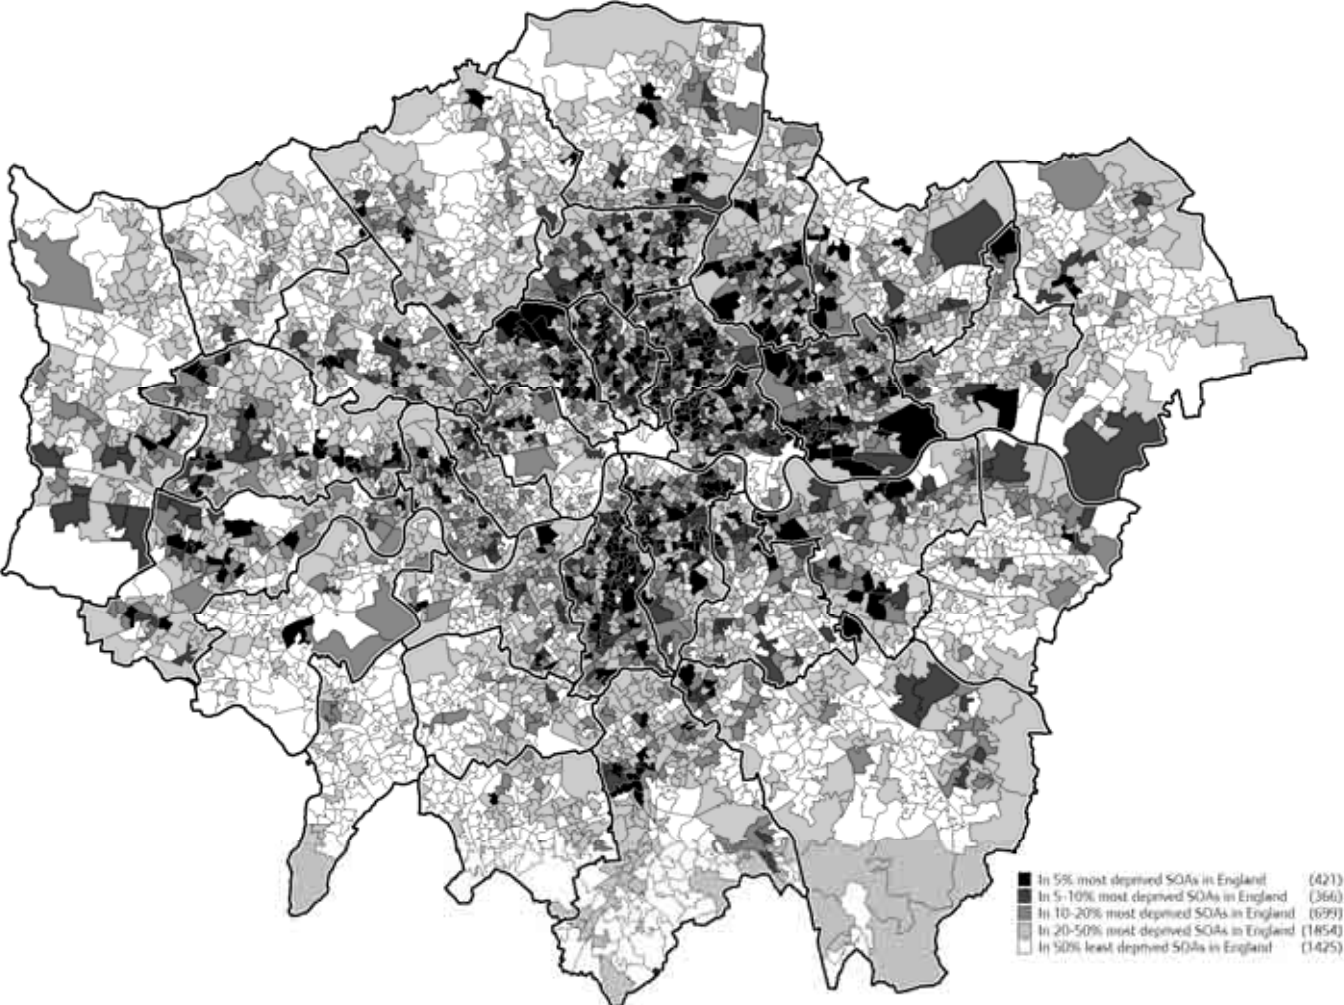 In 5% most deprived SOAs in England (421)
In 5-10% most deprived SOAs in England (366)
In 10-20% most deprived SOAs in England (699)
In 20-50% most deprived SOAs in England (1854)
In 50% least deprived SOAs in England (1425)